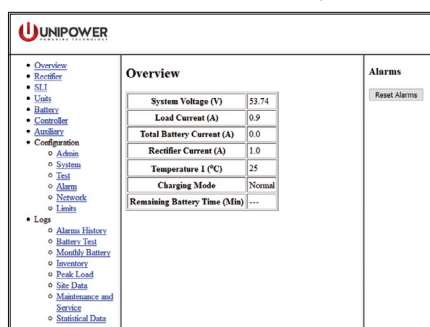 UNIPOWER
POWERING TECHNOLOGY
Overview
Rectifier
SLI
Units
Battery
Controller
Auxiliary
Configuration
Admin
System
Test
Alarm
Network
Limits
Logs
Alarms History
Battery Test
Monthly Battery
Inventory
Peak Load
Site Data
Maintenance and
Service
Statistical Data
Overview
System Voltage (V) 53.74
Load Current (A) 0.9
Total Battery Current (A) 0.0
Rectifier Current (A) 1.0
Temperature 1 (°C) 25
Charging Mode Normal
Remaining Battery Time (Min) ---
Alarms
Reset Alarms